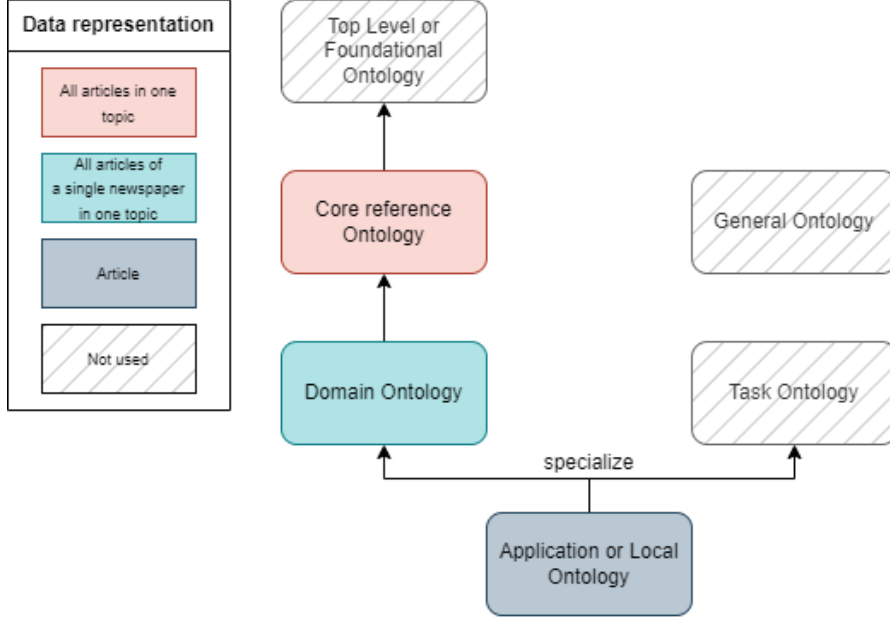 Data representation
All articles in one
topic
All articles of
a single newspaper
in one topic
Article
Not used
Top Level or
Foundational
Ontology
Core reference
Ontology
General Ontology
Domain Ontology
Task Ontology
specialize
Application or Local
Ontology